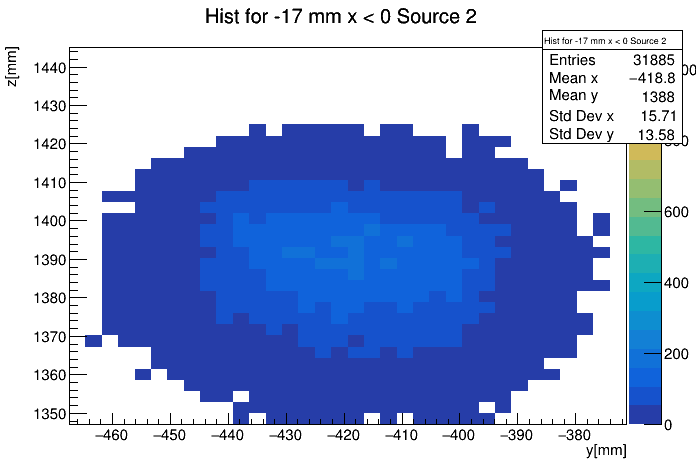 Hist for -17 mm x < 0 Source 2
Hist for -17 mm x < 0 Source 2
Entries 31885
Mean x −418.8
Mean y 1388
Std Dev x 15.71
Std Dev y 13.58
z[mm]
1440
1430
1420
1410
1400
1390
1380
1370
1360
1350
−460 −450 −440 −430 −420 −410 −400 −390 −380
y[mm]
600
400
200
0